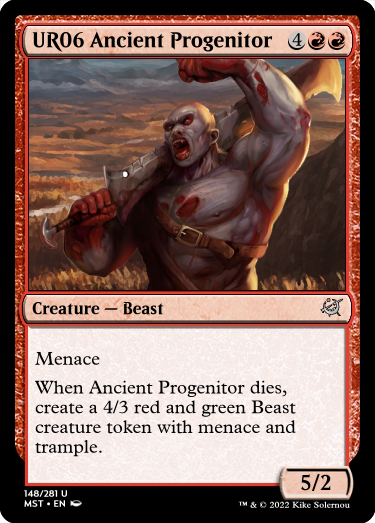 UR06 Ancient Progenitor 4
Creature — Beast
Menace
When Ancient Progenitor dies,
create a 4/3 red and green Beast
creature token with menace and
trample.
5/2
148/281 U
MST • EN
™ & © 2022 Kike Solernou